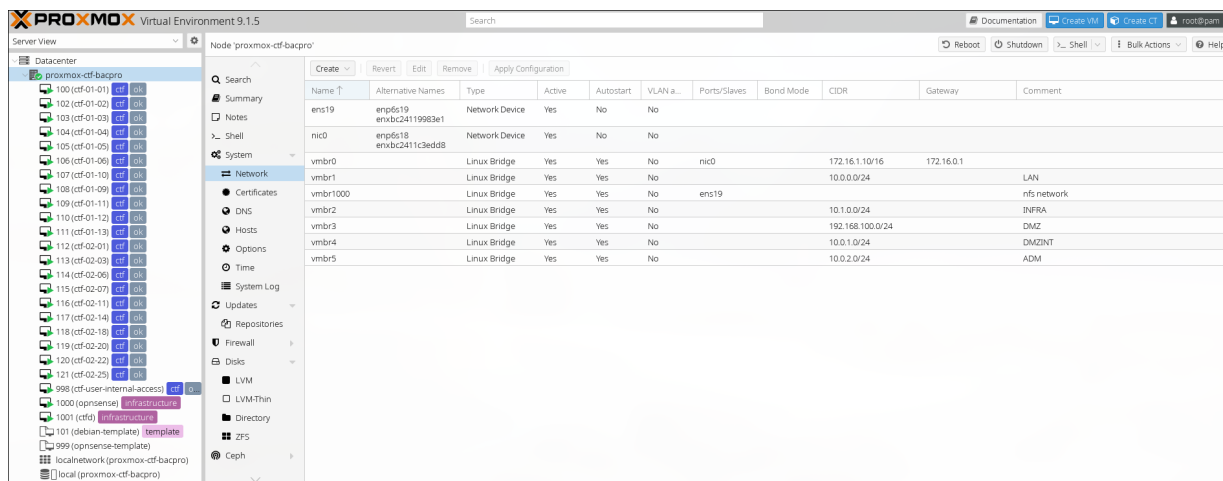 PROXMOX Virtual Environment 9.1.5 Search Documentation Create VM Create CT root@pam
Server View Node 'proxmox-ctf-bacpro' Reboot Shutdown Shell Bulk Actions Help
Datacenter
proxmox-ctf-bacpro
100 (ctf-01-01) ctf ok
102 (ctf-01-02) ctf ok
103 (ctf-01-03) ctf ok
104 (ctf-01-04) ctf ok
105 (ctf-01-05) ctf ok
106 (ctf-01-06) ctf ok
107 (ctf-01-10) ctf ok
108 (ctf-01-09) ctf ok
109 (ctf-01-11) ctf ok
110 (ctf-01-12) ctf ok
111 (ctf-01-13) ctf ok
112 (ctf-02-01) ctf ok
113 (ctf-02-03) ctf ok
114 (ctf-02-06) ctf ok
115 (ctf-02-07) ctf ok
116 (ctf-02-11) ctf ok
117 (ctf-02-14) ctf ok
118 (ctf-02-18) ctf ok
119 (ctf-02-20) ctf ok
120 (ctf-02-22) ctf ok
121 (ctf-02-25) ctf ok
998 (ctf-user-internal-access) ctf o...
1000 (opnsense) infrastructure
1001 (ctfd) infrastructure
101 (debian-template) template
999 (opnsense-template)
localnetwork (proxmox-ctf-bacpro)
local (proxmox-ctf-bacpro)
Search
Summary
Notes
>_ Shell
System
Network
Certificates
DNS
Hosts
Options
Time
System Log
Updates
Repositories
Firewall
Disks
LVM
LVM-Thin
Directory
ZFS
Ceph
Create Revert Edit Remove Apply Configuration
Name ↑ Alternative Names Type Active Autostart VLAN a... Ports/Slaves Bond Mode CIDR Gateway Comment
ens19 enp6s19 Network Device Yes No No
enxbc24119983e1
nic0 enp6s18 Network Device Yes No No
enxbc2411c3edd8
vmbr0 Linux Bridge Yes Yes No nic0 172.16.1.10/16 172.16.0.1
vmbr1 Linux Bridge Yes Yes No 10.0.0.0/24 LAN
vmbr1000 Linux Bridge Yes Yes No ens19 nfs network
vmbr2 Linux Bridge Yes Yes No 10.1.0.0/24 INFRA
vmbr3 Linux Bridge Yes Yes No 192.168.100.0/24 DMZ
vmbr4 Linux Bridge Yes Yes No 10.0.1.0/24 DMZINT
vmbr5 Linux Bridge Yes Yes No 10.0.2.0/24 ADM